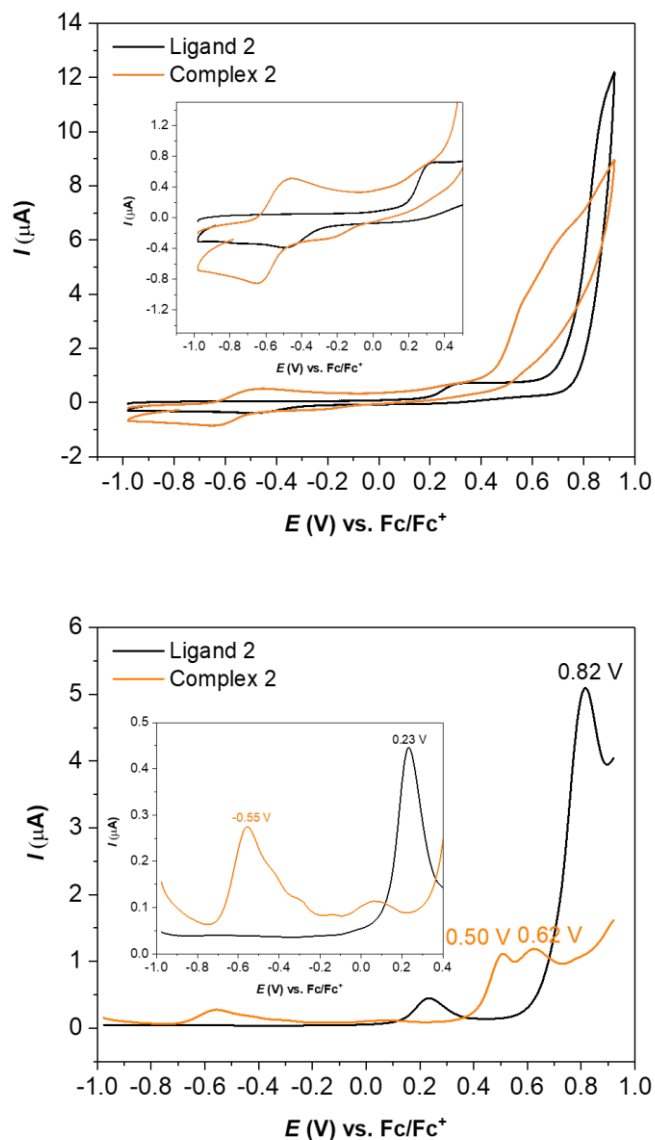 Ligand 2
Complex 2
14
12
10
8
6
4
2
0
-2
I (μA)
1.2
0.8
0.4
0.0
-0.4
-0.8
-1.2
I (μA)
-1.0 -0.8 -0.6 -0.4 -0.2 0.0 0.2 0.4
E (V) vs. Fc/Fc⁺
-1.0 -0.8 -0.6 -0.4 -0.2 0.0 0.2 0.4 0.6 0.8 1.0
E (V) vs. Fc/Fc⁺
Ligand 2
Complex 2
0.82 V
6
5
4
3
2
1
0
I (μA)
0.5
0.4
0.3
0.2
0.1
0.0
I (μA)
0.23 V
-0.55 V
-1.0 -0.8 -0.6 -0.4 -0.2 0.0 0.2 0.4
E (V) vs. Fc/Fc⁺
0.50 V 0.62 V
-1.0 -0.8 -0.6 -0.4 -0.2 0.0 0.2 0.4 0.6 0.8 1.0
E (V) vs. Fc/Fc⁺